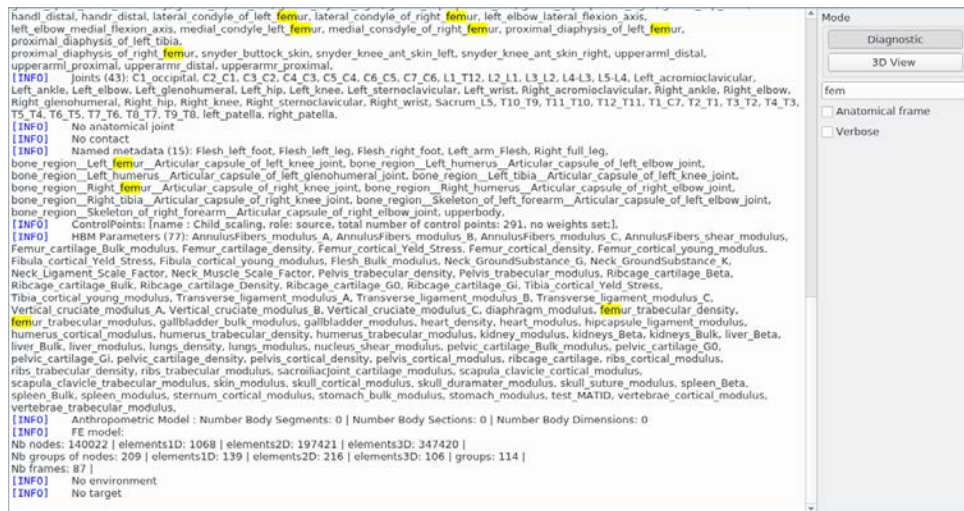 handl_distal, handr_distal, lateral_condyle_of_left_femur, lateral_condyle_of_right_femur, left_elbow_lateral_flexion_axis,
left_elbow_medial_flexion_axis, medial_condyle_left_femur, medial_consdyle_of_right_femur, proximal_diaphysis_of_left_femur,
proximal_diaphysis_of_left_tibia,
proximal_diaphysis_of_right_femur, snyder_buttock_skin, snyder_knee_ant_skin_left, snyder_knee_ant_skin_right, upperarml_distal,
upperarml_proximal, upperarmr_distal, upperarmr_proximal,
[INFO] Joints (43): C1_occipital, C2_C1, C3_C2, C4_C3, C5_C4, C6_C5, C7_C6, L1_T12, L2_L1, L3_L2, L4-L3, L5-L4, Left_acromioclavicular,
Left_ankle, Left_elbow, Left_glenohumeral, Left_hip, Left_knee, Left_sternoclavicular, Left_wrist, Right_acromioclavicular, Right_ankle, Right_elbow,
Right_glenohumeral, Right_hip, Right_knee, Right_sternoclavicular, Right_wrist, Sacrum_L5, T10_T9, T11_T10, T12_T11, T1_C7, T2_T1, T3_T2, T4_T3,
T5_T4, T6_T5, T7_T6, T8_T7, T9_T8, left_patella, right_patella,
[INFO] No anatomical joint
[INFO] No contact
[INFO] Named metadata (15): Flesh_left_foot, Flesh_left_leg, Flesh_right_foot, Left_arm_Flesh, Right_full_leg,
bone_region__Left_femur__Articular_capsule_of_left_knee_joint, bone_region__Left_humerus__Articular_capsule_of_left_elbow_joint,
bone_region__Left_humerus__Articular_capsule_of_left_glenohumeral_joint, bone_region__Left_tibia__Articular_capsule_of_left_knee_joint,
bone_region__Right_femur__Articular_capsule_of_right_knee_joint, bone_region__Right_humerus__Articular_capsule_of_right_elbow_joint,
bone_region__Right_tibia__Articular_capsule_of_right_knee_joint, bone_region__Skeleton_of_left_forearm__Articular_capsule_of_left_elbow_joint,
bone_region__Skeleton_of_right_forearm__Articular_capsule_of_right_elbow_joint, upperbody,
[INFO] ControlPoints: [name : Child_scaling, role: source, total number of control points: 291, no weights set;],
[INFO] HBM Parameters (77): AnnulusFibers_modulus_A, AnnulusFibers_modulus_B, AnnulusFibers_modulus_C, AnnulusFibers_shear_modulus,
Femur_cartilage_Bulk_modulus, Femur_cartilage_density, Femur_cortical_Yeld_Stress, Femur_cortical_density, Femur_cortical_young_modulus,
Fibula_cortical_Yeld_Stress, Fibula_cortical_young_modulus, Flesh_Bulk_modulus, Neck_GroundSubstance_G, Neck_GroundSubstance_K,
Neck_Ligament_Scale_Factor, Neck_Muscle_Scale_Factor, Pelvis_trabecular_density, Pelvis_trabecular_modulus, Ribcage_cartilage_Beta,
Ribcage_cartilage_Bulk, Ribcage_cartilage_Density, Ribcage_cartilage_G0, Ribcage_cartilage_Gi, Tibia_cortical_Yeld_Stress,
Tibia_cortical_young_modulus, Transverse_ligament_modulus_A, Transverse_ligament_modulus_B, Transverse_ligament_modulus_C,
Vertical_cruciate_modulus_A, Vertical_cruciate_modulus_B, Vertical_cruciate_modulus_C, diaphragm_modulus, femur_trabecular_density,
femur_trabecular_modulus, gallbladder_bulk_modulus, gallbladder_modulus, heart_density, heart_modulus, hipcapsule_ligament_modulus,
humerus_cortical_modulus, humerus_trabecular_density, humerus_trabecular_modulus, kidney_modulus, kidneys_Beta, kidneys_Bulk, liver_Beta,
liver_Bulk, liver_modulus, lungs_density, lungs_modulus, nucleus_shear_modulus, pelvic_cartilage_Bulk_modulus, pelvic_cartilage_G0,
pelvic_cartilage_Gi, pelvic_cartilage_density, pelvis_cortical_density, pelvis_cortical_modulus, ribcage_cartilage, ribs_cortical_modulus,
ribs_trabecular_density, ribs_trabecular_modulus, sacroiliacJoint_cartilage_modulus, scapula_clavicle_cortical_modulus,
scapula_clavicle_trabecular_modulus, skin_modulus, skull_cortical_modulus, skull_duramater_modulus, skull_suture_modulus, spleen_Beta,
spleen_Bulk, spleen_modulus, sternum_cortical_modulus, stomach_bulk_modulus, stomach_modulus, test_MATID, vertebrae_cortical_modulus,
vertebrae_trabecular_modulus,
[INFO] Anthropometric Model : Number Body Segments: 0 | Number Body Sections: 0 | Number Body Dimensions: 0
[INFO] FE model:
Nb nodes: 140022 | elements1D: 1068 | elements2D: 197421 | elements3D: 347420 |
Nb groups of nodes: 209 | elements1D: 139 | elements2D: 216 | elements3D: 106 | groups: 114 |
Nb frames: 87 |
[INFO] No environment
[INFO] No target
Mode
Diagnostic
3D View
fem
Anatomical frame
Verbose